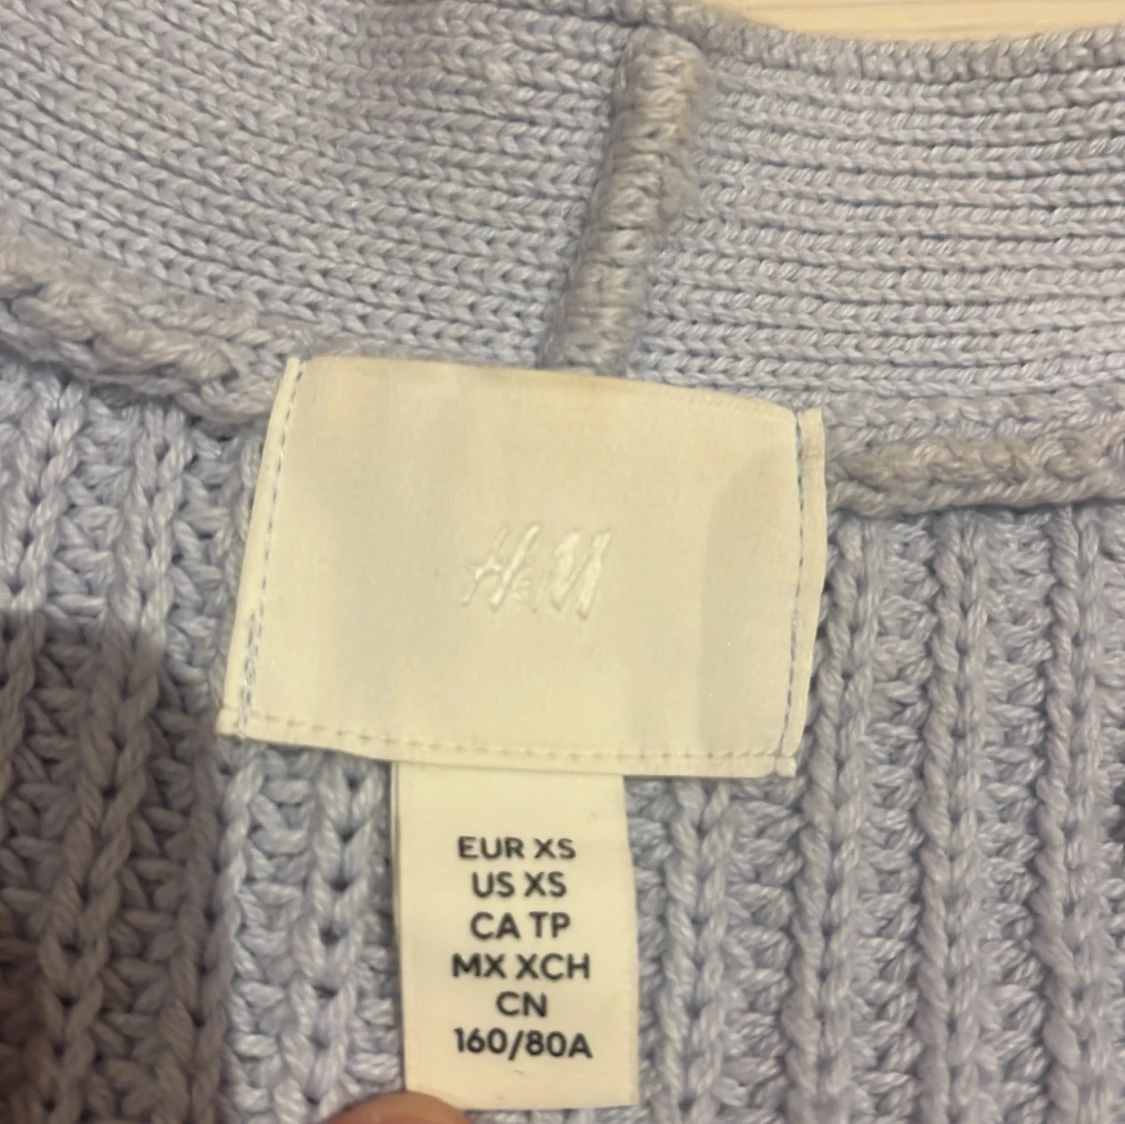 H&M
EUR XS
US XS
CA TP
MX XCH
CN
160/80A